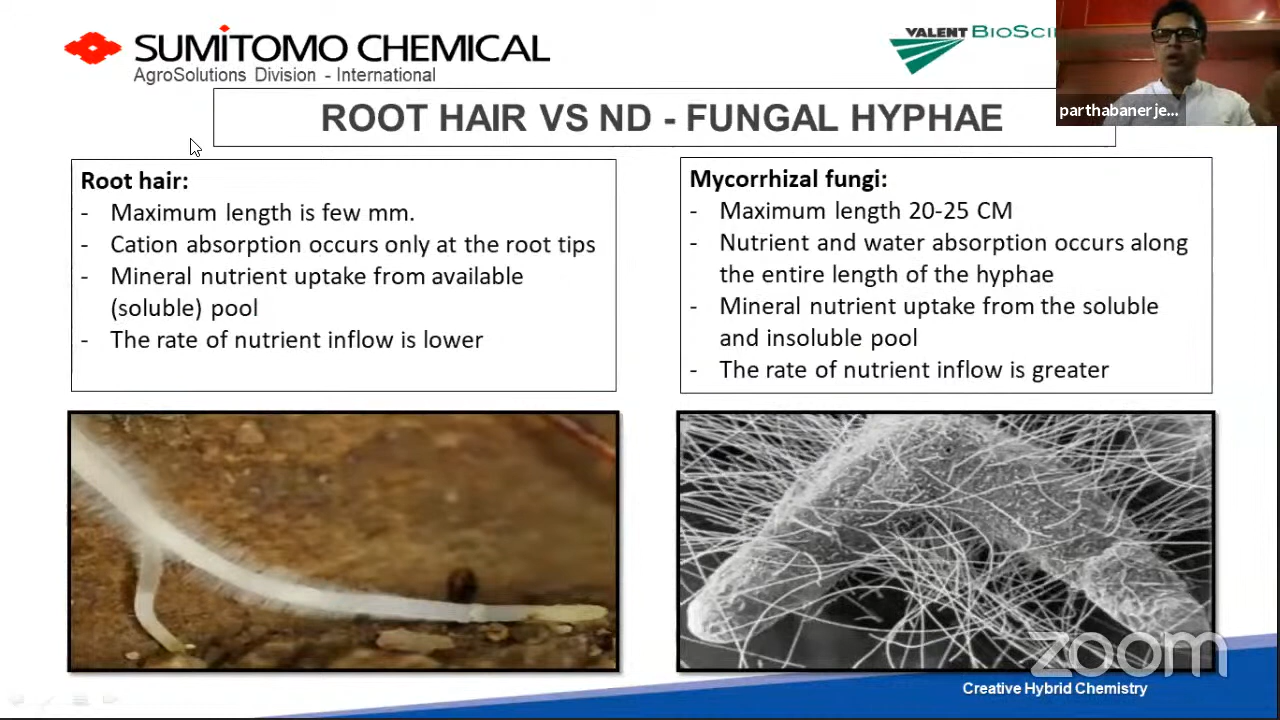 SUMİTOMO CHEMICAL
AgroSolutions Division - International
VALENT BIOSCI
parthabanerje...
ROOT HAIR VS ND - FUNGAL HYPHAE
Root hair:
- Maximum length is few mm.
- Cation absorption occurs only at the root tips
- Mineral nutrient uptake from available
(soluble) pool
- The rate of nutrient inflow is lower
Mycorrhizal fungi:
- Maximum length 20-25 CM
- Nutrient and water absorption occurs along
the entire length of the hyphae
- Mineral nutrient uptake from the soluble
and insoluble pool
- The rate of nutrient inflow is greater
zoom
Creative Hybrid Chemistry